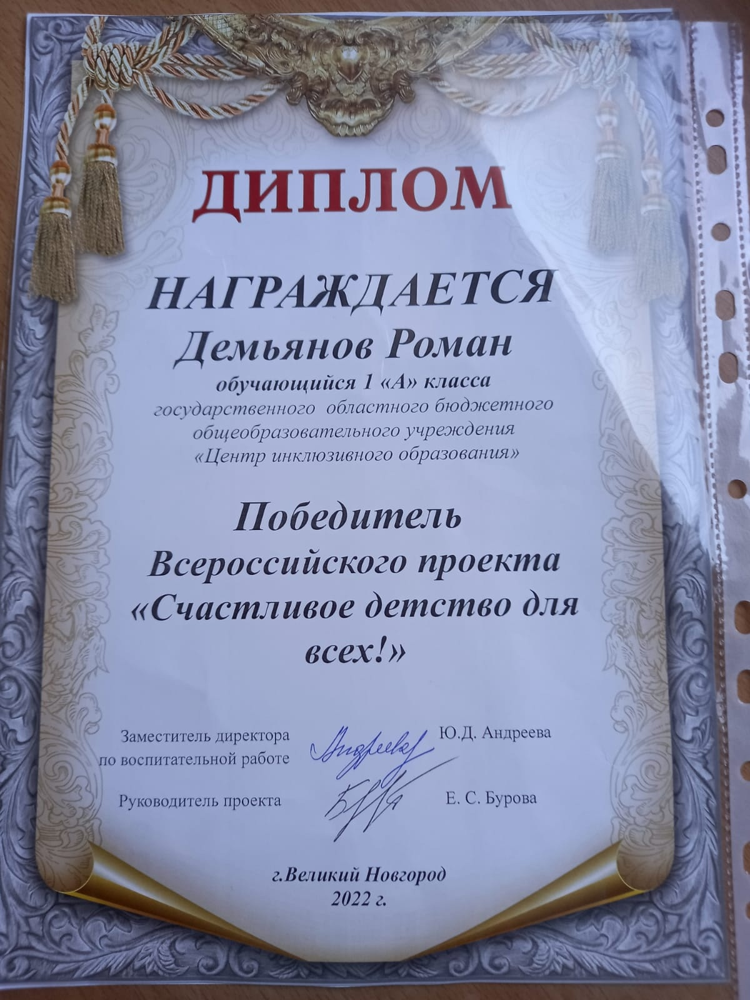 ДИПЛОМ
НАГРАЖДАЕТСЯ
Демьянов Роман
обучающийся 1 «А» класса
государственного областного бюджетного
общеобразовательного учреждения
«Центр инклюзивного образования»
Победитель
Всероссийского проекта
«Счастливое детство для
всех!»
Заместитель директора
по воспитательной работе
Андреева
Ю.Д. Андреева
Руководитель проекта
Е. С. Бурова
г.Великий Новгород
2022 г.